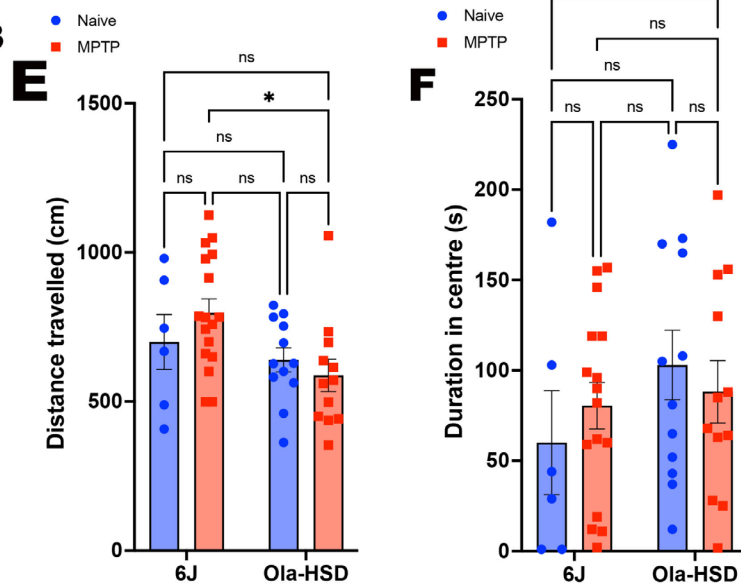 Naive
MPTP
E
ns
*
ns
ns
ns
ns
1500
1000
500
0
Distance travelled (cm)
6J
Ola-HSD
Naive
MPTP
F
ns
ns
ns
ns
ns
250
200
150
100
50
0
Duration in centre (s)
6J
Ola-HSD